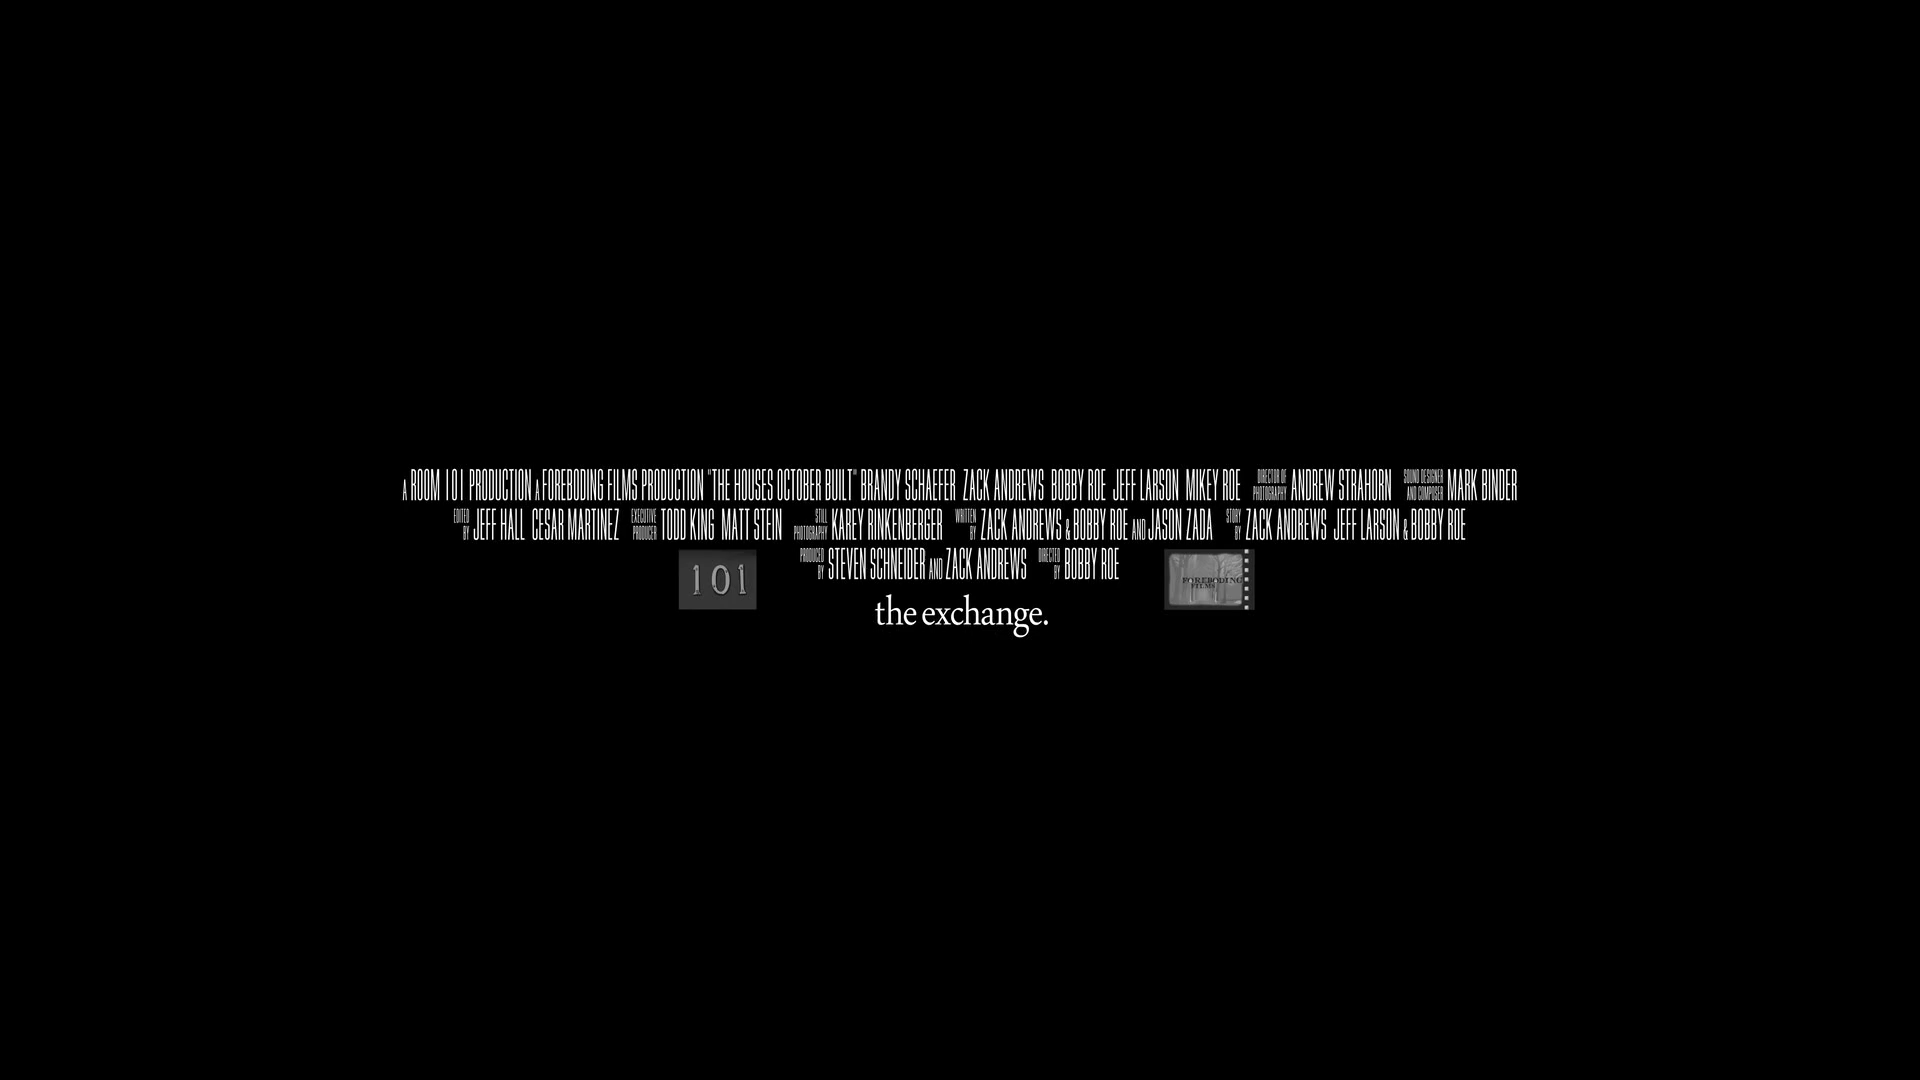 A ROOM 101 PRODUCTION A FOREBODING FILMS PRODUCTION "THE HOUSES OCTOBER BUILT" BRANDY SCHAEFER ZACK ANDREWS BOBBY ROE JEFF LARSON MIKEY ROE DIRECTOR OF PHOTOGRAPHY ANDREW STRAHORN SOUND DESIGNER AND COMPOSER MARK BINDER
EDITED BY JEFF HALL CESAR MARTINEZ EXECUTIVE PRODUCER TODD KING MATT STEIN STILL PHOTOGRAPHY KAREY RINKENBERGER WRITTEN BY ZACK ANDREWS & BOBBY ROE AND JASON ZADA STORY BY ZACK ANDREWS JEFF LARSON & BOBBY ROE
PRODUCED BY STEVEN SCHNEIDER AND ZACK ANDREWS DIRECTED BY BOBBY ROE
101
FOREBODING
FILMS
the exchange.